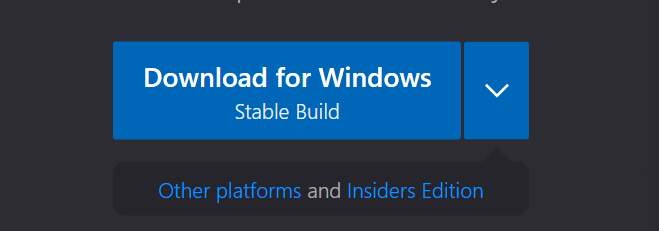 Download for Windows
Stable Build
Other platforms and Insiders Edition